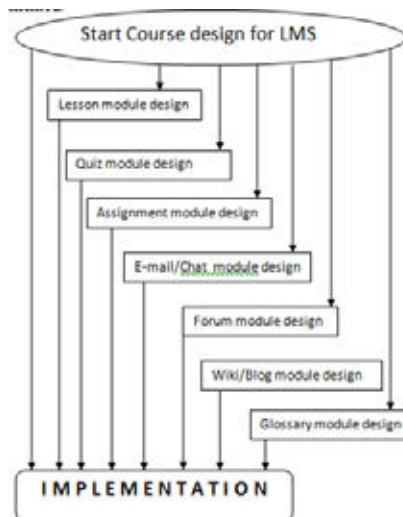 Start Course design for LMS
Lesson module design
Quiz module design
Assignment module design
E-mail/Chat module design
Forum module design
Wiki/Blog module design
Glossary module design
IMPLEMENTATION